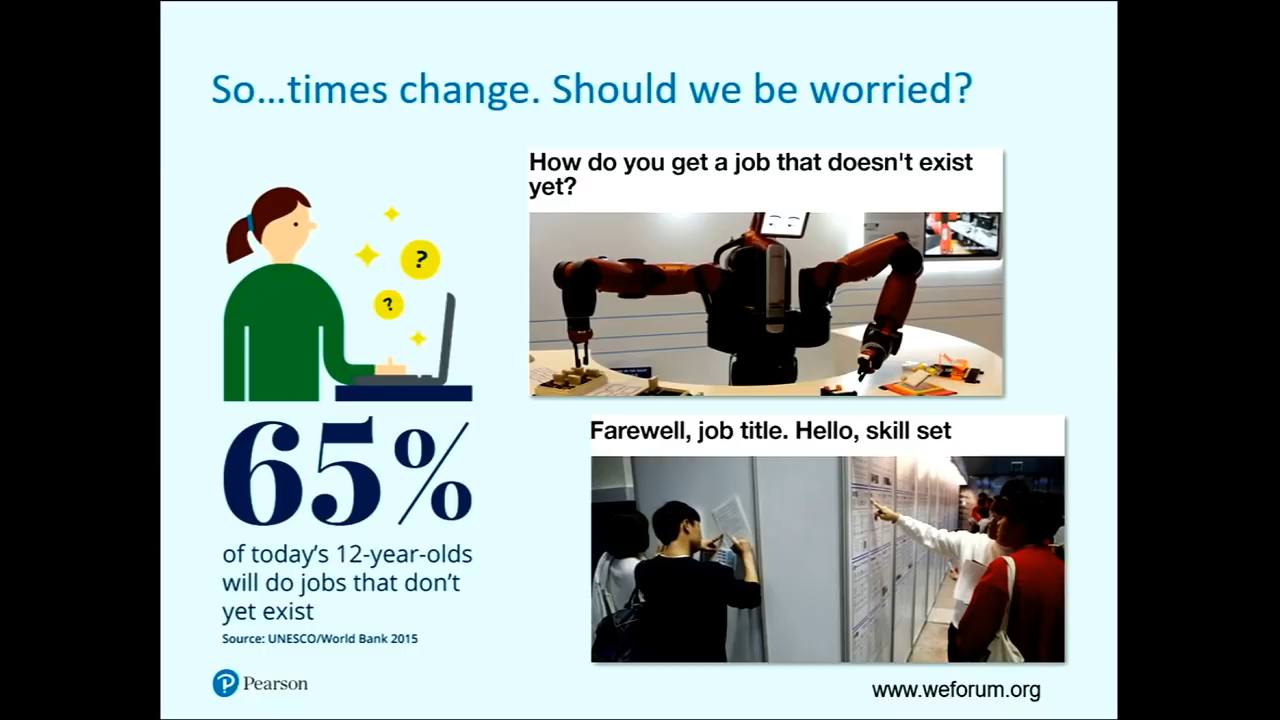 So...times change. Should we be worried?
How do you get a job that doesn't exist
yet?
?
?
65%
of today's 12-year-olds
will do jobs that don't
yet exist
Source: UNESCO/World Bank 2015
Farewell, job title. Hello, skill set
P Pearson
www.weforum.org